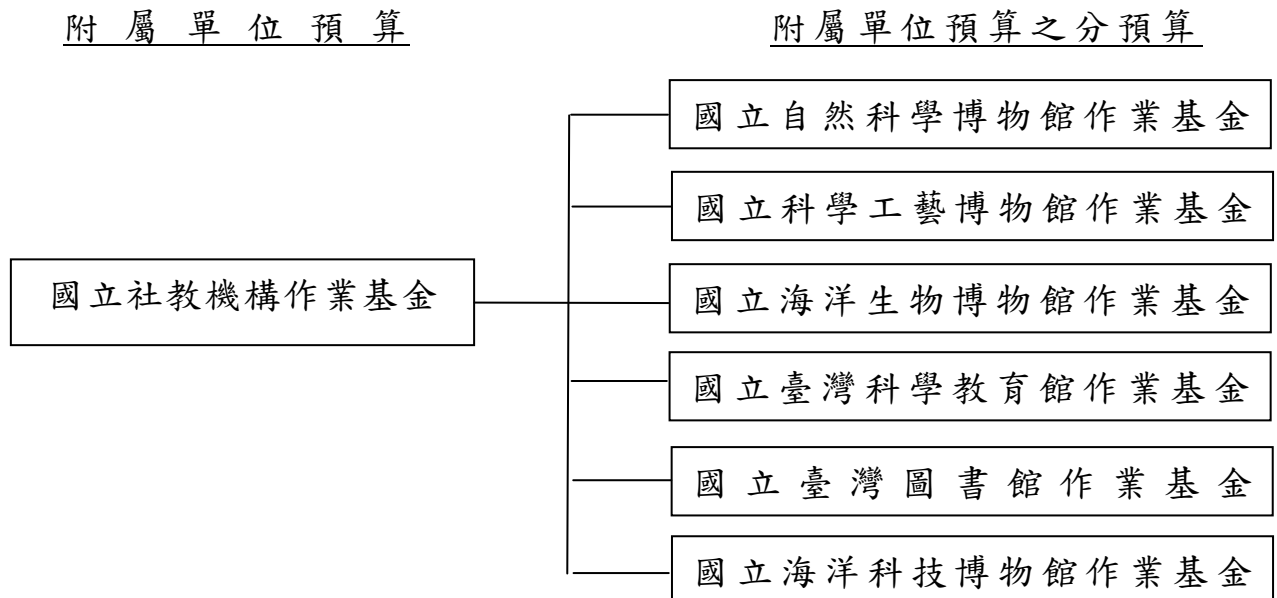 附屬單位預算
附屬單位預算之分預算
國立社教機構作業基金
國立自然科學博物館作業基金
國立科學工藝博物館作業基金
國立海洋生物博物館作業基金
國立臺灣科學教育館作業基金
國立臺灣圖書館作業基金
國立海洋科技博物館作業基金